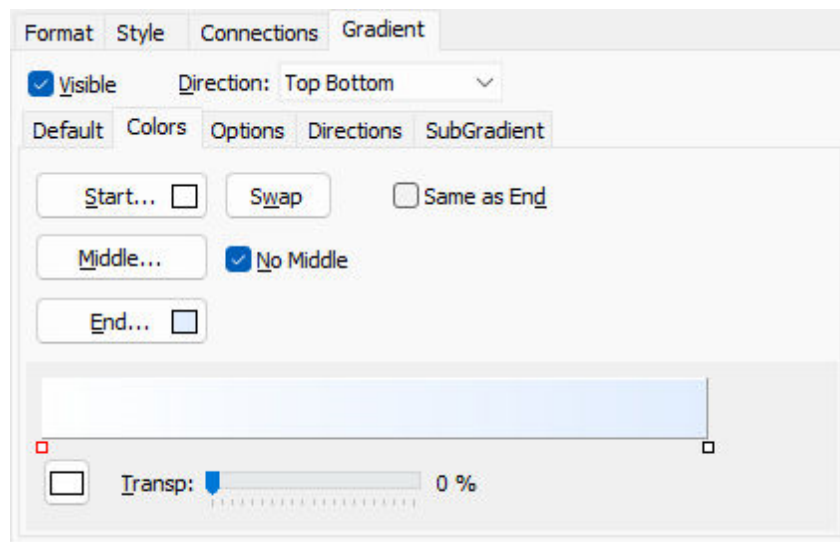 Format Style Connections Gradient
Visible Direction: Top Bottom
Default Colors Options Directions SubGradient
Start... Swap Same as End
Middle... No Middle
End...
Transp: 0 %